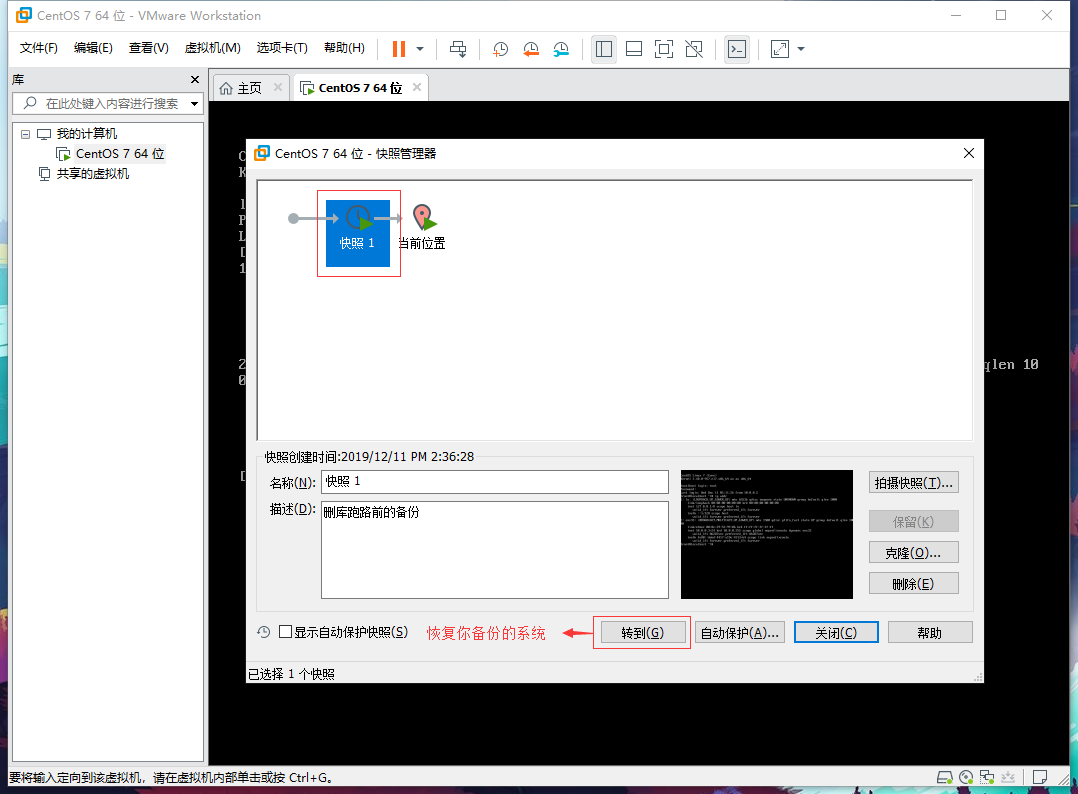 CentOS 7 64 位 - VMware Workstation
文件(F) 编辑(E) 查看(V) 虚拟机(M) 选项卡(T) 帮助(H)
库
在此处键入内容进行搜索
我的计算机
CentOS 7 64 位
共享的虚拟机
主页
CentOS 7 64 位
CentOS 7 64 位 - 快照管理器
快照 1
当前位置
qlen 10
快照创建时间:2019/12/11 PM 2:36:28
名称(N):
快照 1
描述(D):
删库跑路前的备份
拍摄快照(T)...
保留(K)
克隆(O)...
删除(E)
显示自动保护快照(S)
恢复你备份的系统
转到(G)
自动保护(A)...
关闭(C)
帮助
已选择 1 个快照
要将输入定向到该虚拟机，请在虚拟机内部单击或按 Ctrl+G。